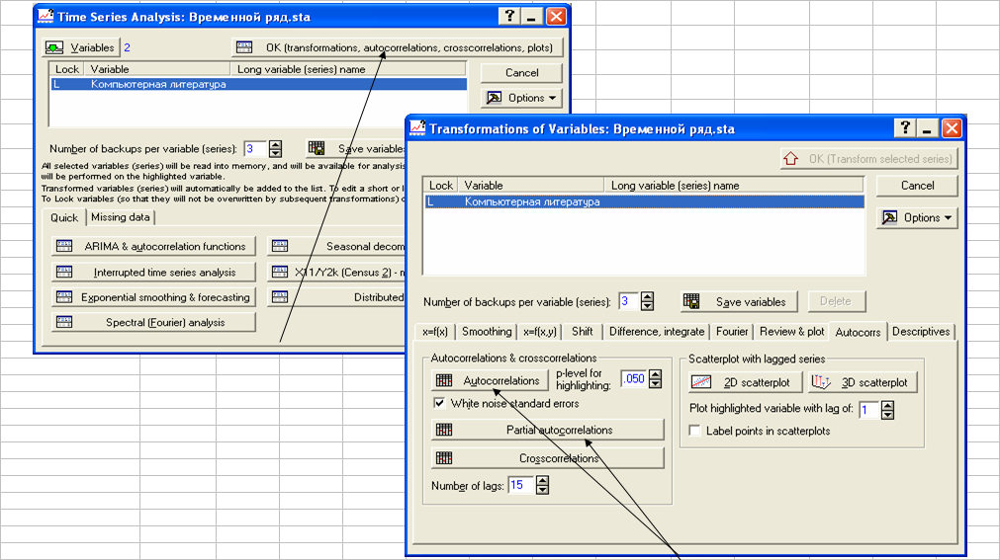 Time Series Analysis: Временной ряд.sta
Variables 2
OK (transformations, autocorrelations, crosscorrelations, plots)
Lock Variable Long variable (series) name
L Компьютерная литература
Cancel
Options
Number of backups per variable (series): 3 Save variables
All selected variables (series) will be read into memory, and will be available for analysis
will be performed on the highlighted variable.
Transformed variables (series) will automatically be added to the list. To edit a short or l
To Lock variables (so that they will not be overwritten by subsequent transformations)
Quick Missing data
ARIMA & autocorrelation functions Seasonal decom
Interrupted time series analysis X11/Y2k (Census 2) - m
Exponential smoothing & forecasting Distributed
Spectral (Fourier) analysis
Transformations of Variables: Временной ряд.sta
OK (Transform selected series)
Lock Variable Long variable (series) name
L Компьютерная литература
Cancel
Options
Number of backups per variable (series): 3 Save variables Delete
x=f(x) Smoothing x=f(x,y) Shift Difference, integrate Fourier Review & plot Autocorrs Descriptives
Autocorrelations & crosscorrelations
Autocorrelations p-level for highlighting: .050
White noise standard errors
Partial autocorrelations
Crosscorrelations
Number of lags: 15
Scatterplot with lagged series
2D scatterplot 3D scatterplot
Plot highlighted variable with lag of: 1
Label points in scatterplots